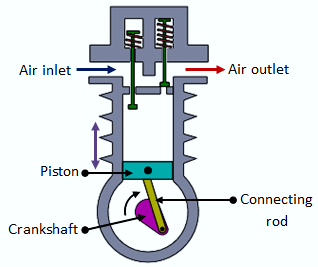 Air inlet
Air outlet
Piston
Connecting
rod
Crankshaft